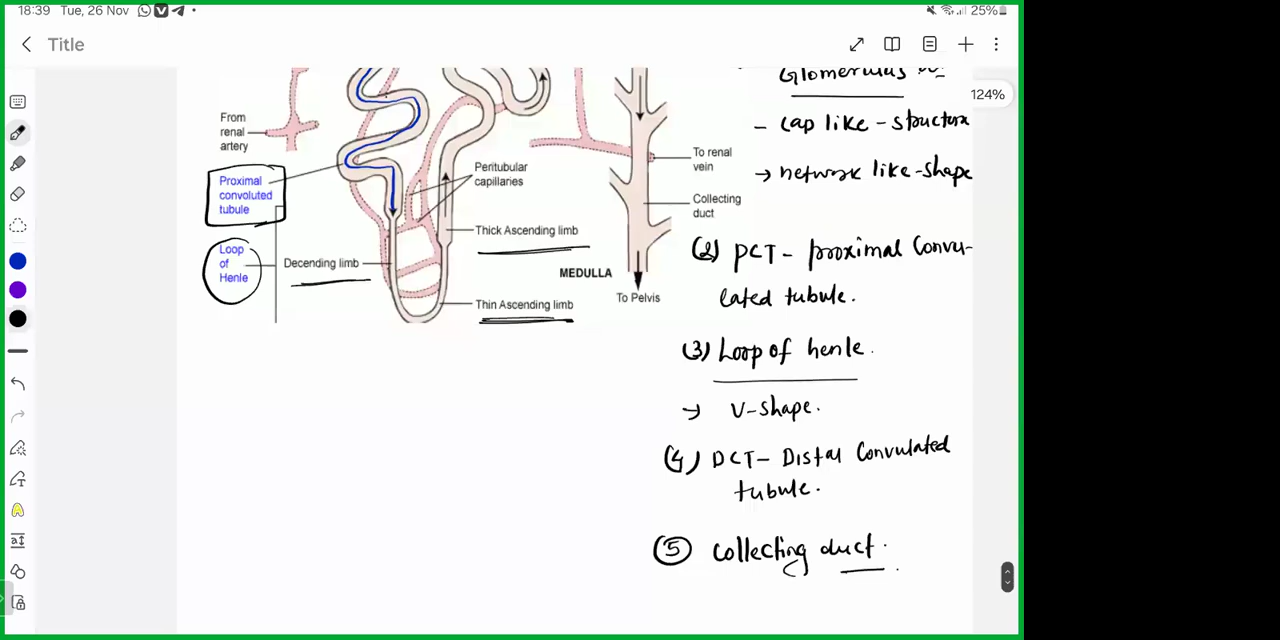 18:39 Tue, 26 Nov
25%
Title
124%
From
renal
artery
Proximal
convoluted
tubule
Loop
of
Henle
Decending limb
Peritubular
capillaries
Thick Ascending limb
Thin Ascending limb
MEDULLA
To renal
vein
Collecting
duct
To Pelvis
Glomerulus
- Cap like - structure
→ network like - shape
(2) PCT - proximal Convu-
lated tubule.
(3) Loop of henle.
→ V-shape.
(4) DCT - Distal Convulated
tubule.
(5) collecting duct.